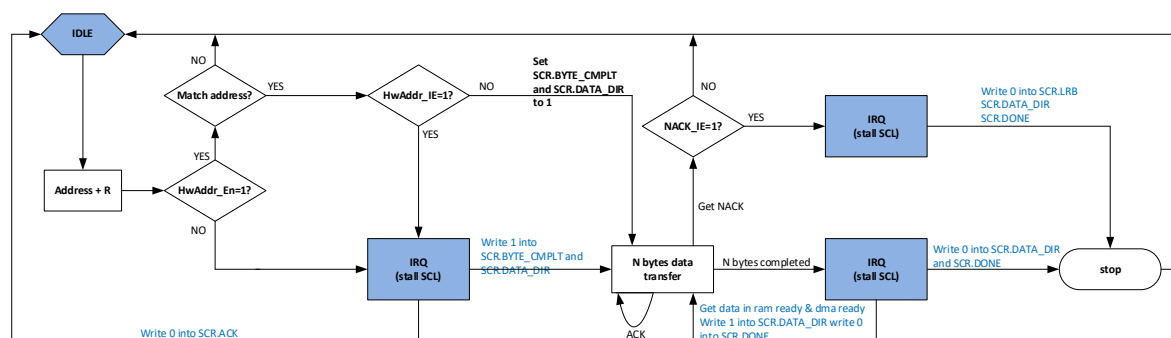 IDLE
NO
Match address?
YES
HwAddr_IE=1?
NO
Set
SCR.BYTE_CMPLT
and SCR.DATA_DIR
to 1
NO
NACK_IE=1?
YES
IRQ
(stall SCL)
Write 0 into SCR.LRB
SCR.DATA_DIR
SCR.DONE
YES
YES
Address + R
HwAddr_En=1?
NO
Get NACK
IRQ
(stall SCL)
Write 1 into
SCR.BYTE_CMPLT and
SCR.DATA_DIR
N bytes data
transfer
N bytes completed
IRQ
(stall SCL)
Write 0 into SCR.DATA_DIR
and SCR.DONE
stop
Write 0 into SCR.ACK
ACK
Get data in ram ready & dma ready
Write 1 into SCR.DATA_DIR write 0
into SCR.DONE